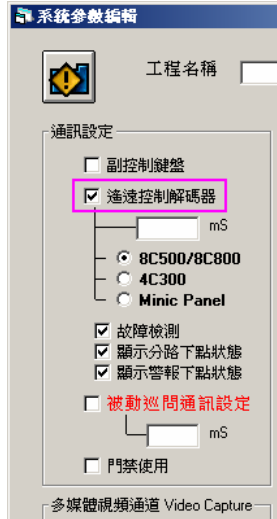 系統參數編輯
工程名稱
通訊設定
副控制鍵盤
遙遠控制解碼器
mS
8C500/8C800
4C300
Minic Panel
故障檢測
顯示分路下點狀態
顯示警報下點狀態
被動巡問通訊設定
mS
門禁使用
多媒體視頻通道 Video Capture